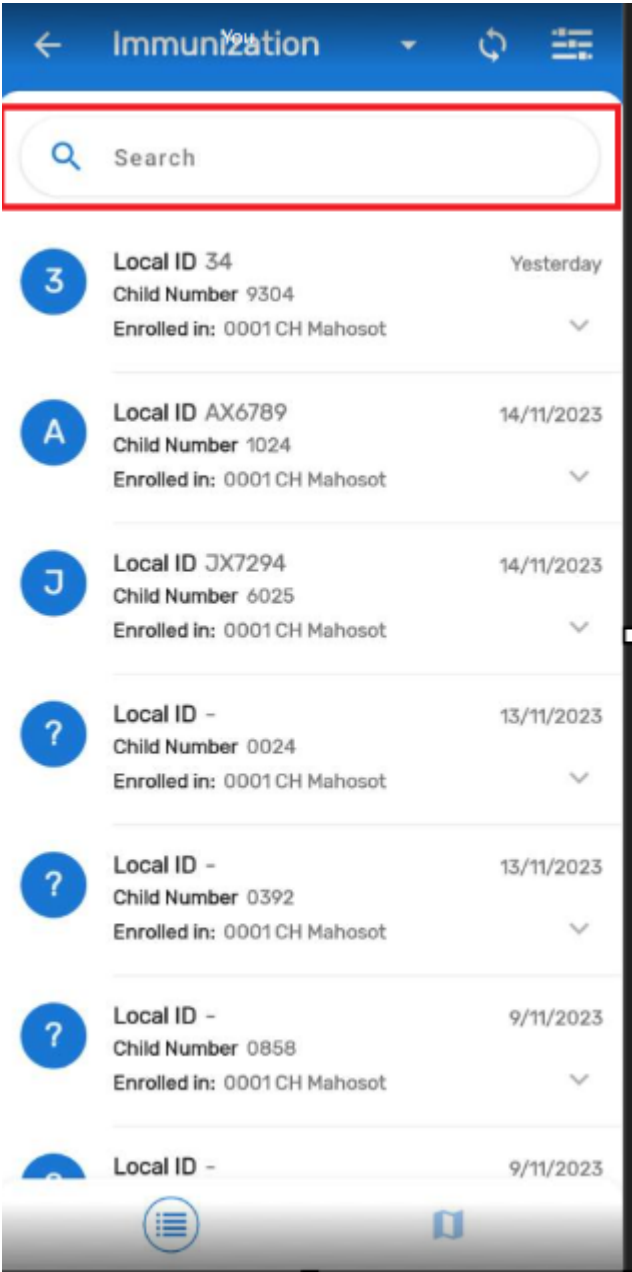 Immunization
You
Search
3
Local ID 34
Yesterday
Child Number 9304
Enrolled in: 0001 CH Mahosot
A
Local ID AX6789
14/11/2023
Child Number 1024
Enrolled in: 0001 CH Mahosot
J
Local ID JX7294
14/11/2023
Child Number 6025
Enrolled in: 0001 CH Mahosot
?
Local ID -
13/11/2023
Child Number 0024
Enrolled in: 0001 CH Mahosot
?
Local ID -
13/11/2023
Child Number 0392
Enrolled in: 0001 CH Mahosot
?
Local ID -
9/11/2023
Child Number 0858
Enrolled in: 0001 CH Mahosot
Local ID -
9/11/2023